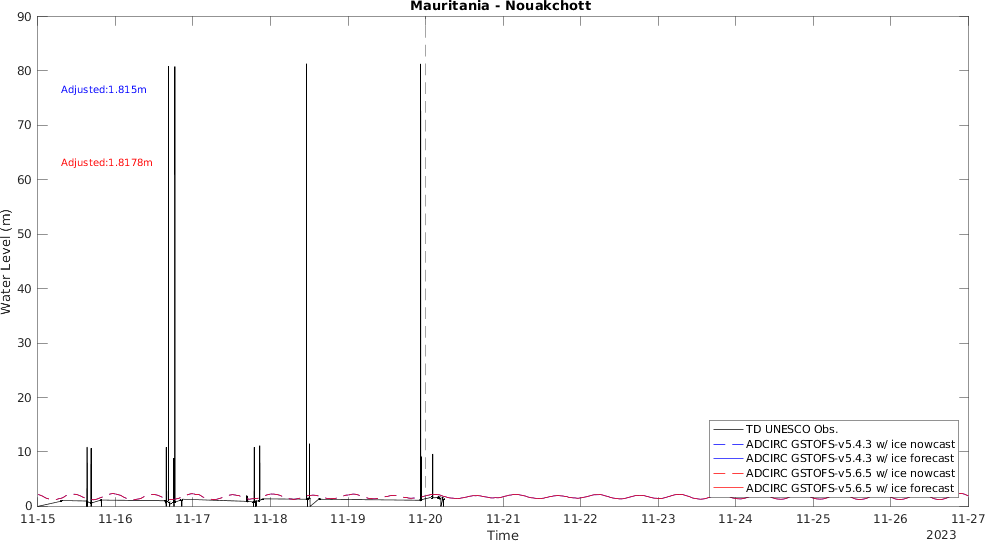 Mauritania - Nouakchott
90
80
70
60
50
40
30
20
10
0
Water Level (m)
Adjusted:1.815m
Adjusted:1.8178m
TD UNESCO Obs.
ADCIRC GSTOFS-v5.4.3 w/ ice nowcast
ADCIRC GSTOFS-v5.4.3 w/ ice forecast
ADCIRC GSTOFS-v5.6.5 w/ ice nowcast
ADCIRC GSTOFS-v5.6.5 w/ ice forecast
11-15 11-16 11-17 11-18 11-19 11-20 11-21 11-22 11-23 11-24 11-25 11-26 11-27
Time
2023